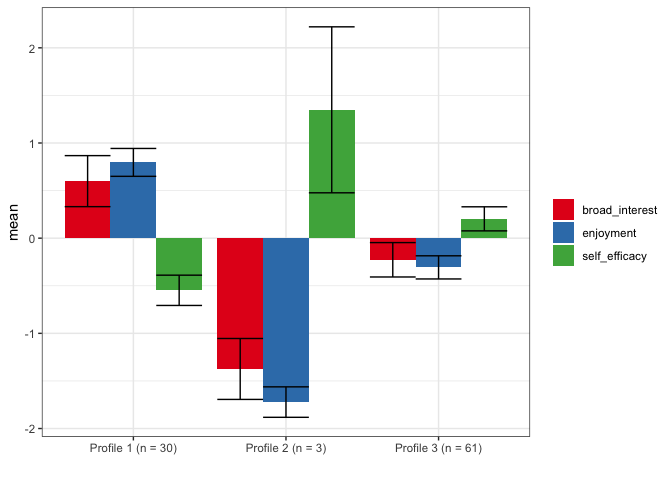 mean
2
1
0
-1
-2
Profile 1 (n = 30)
Profile 2 (n = 3)
Profile 3 (n = 61)
broad_interest
enjoyment
self_efficacy